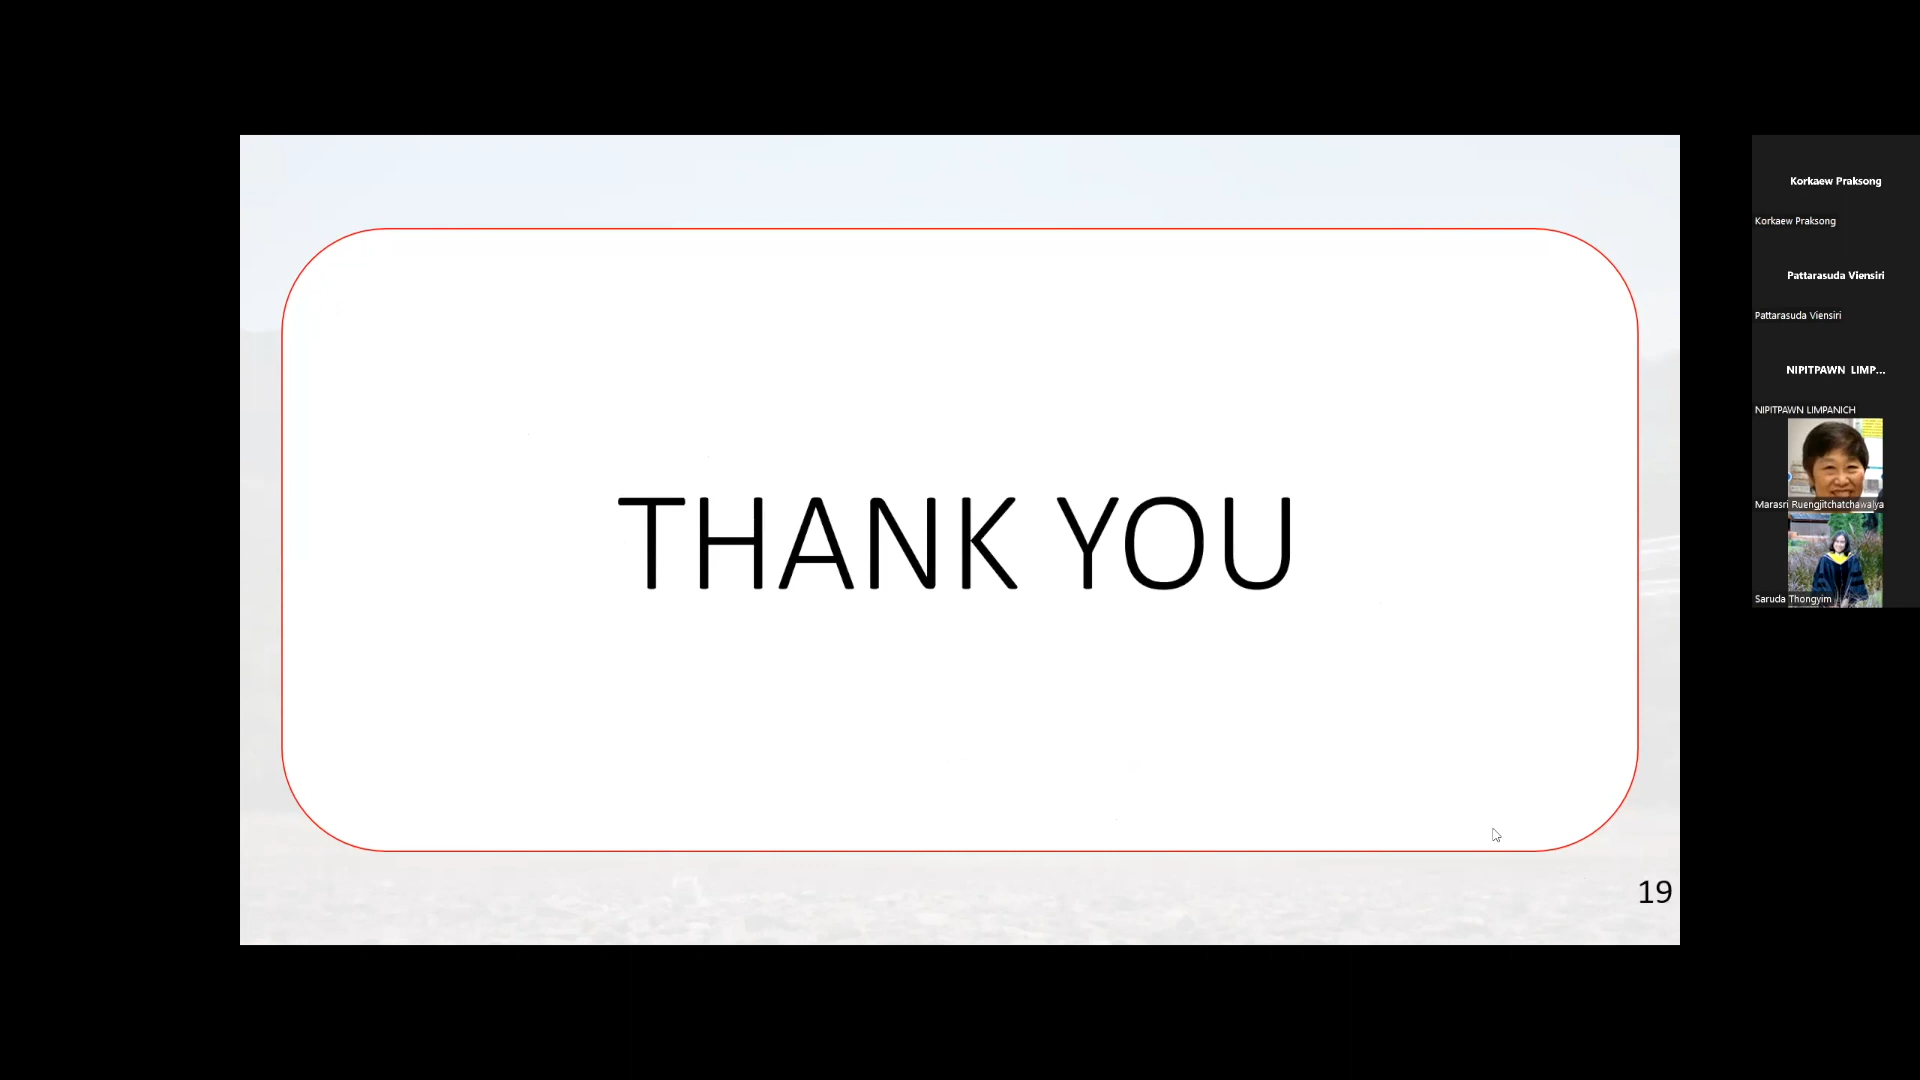 THANK YOU
19
Korkaew Praksong
Korkaew Praksong
Pattarasuda Viensiri
Pattarasuda Viensiri
NIPITPAWN LIMP...
NIPITPAWN LIMPANICH
Marasri Ruengjitchatchawalya
Saruda Thongyim